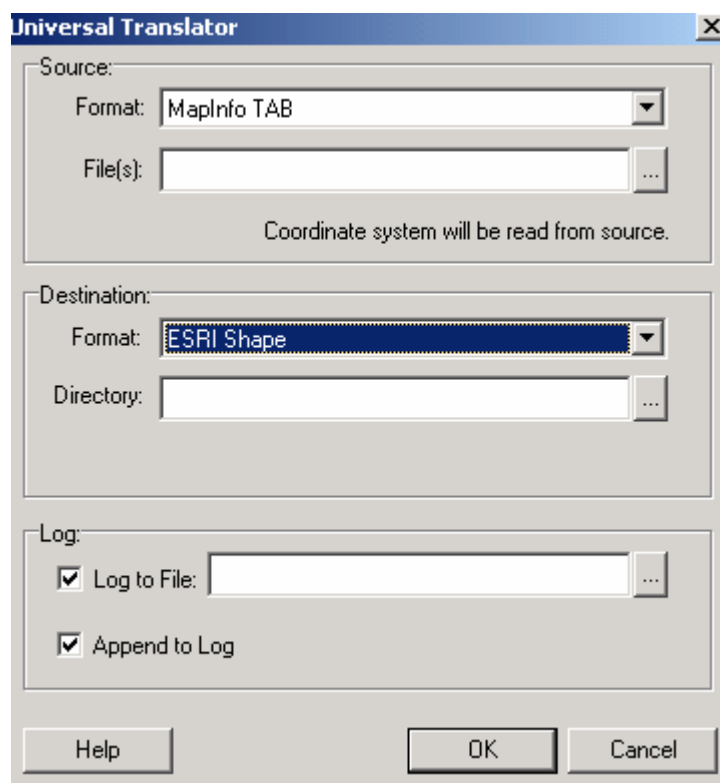 Universal Translator
Source:
Format: MapInfo TAB
File(s): ...
Coordinate system will be read from source.
Destination:
Format: ESRI Shape
Directory: ...
Log:
Log to File: ...
Append to Log
Help OK Cancel